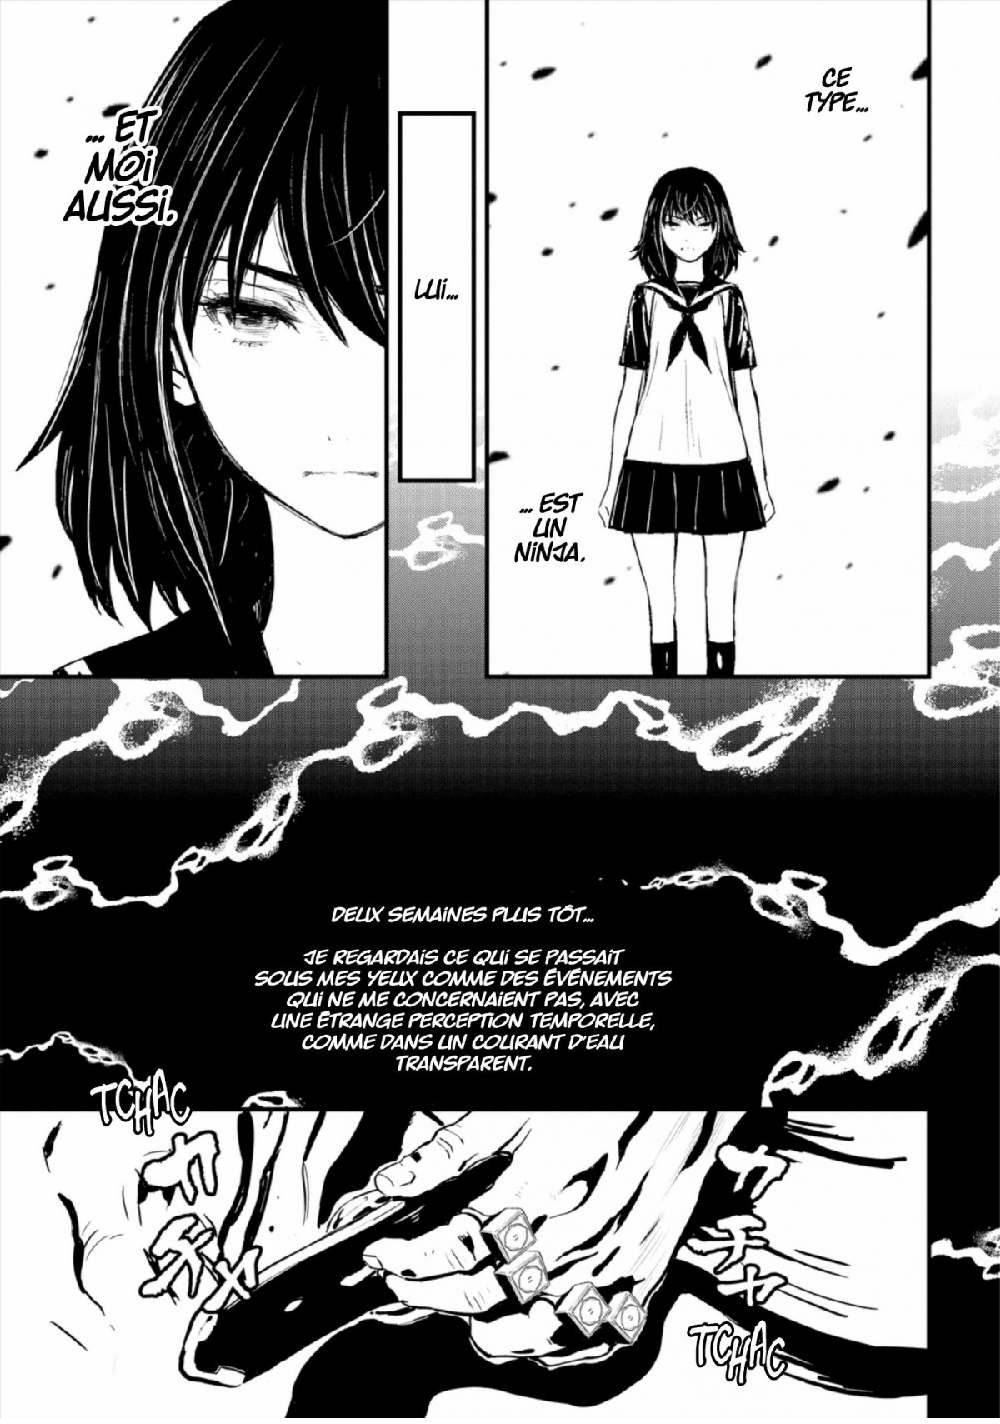 CE
TYPE...
... EST
UN
NINJA.
LUI...
... ET
MOI
AUSSI.
DEUX SEMAINES PLUS TÔT...
JE REGARDAIS CE QUI SE PASSAIT
SOUS MES YEUX COMME DES ÉVÉNEMENTS
QUI NE ME CONCERNAIENT PAS, AVEC
UNE ÉTRANGE PERCEPTION TEMPORELLE,
COMME DANS UN COURANT D'EAU
TRANSPARENT.
TCHAC
カチャ
カチャ
TCHAC